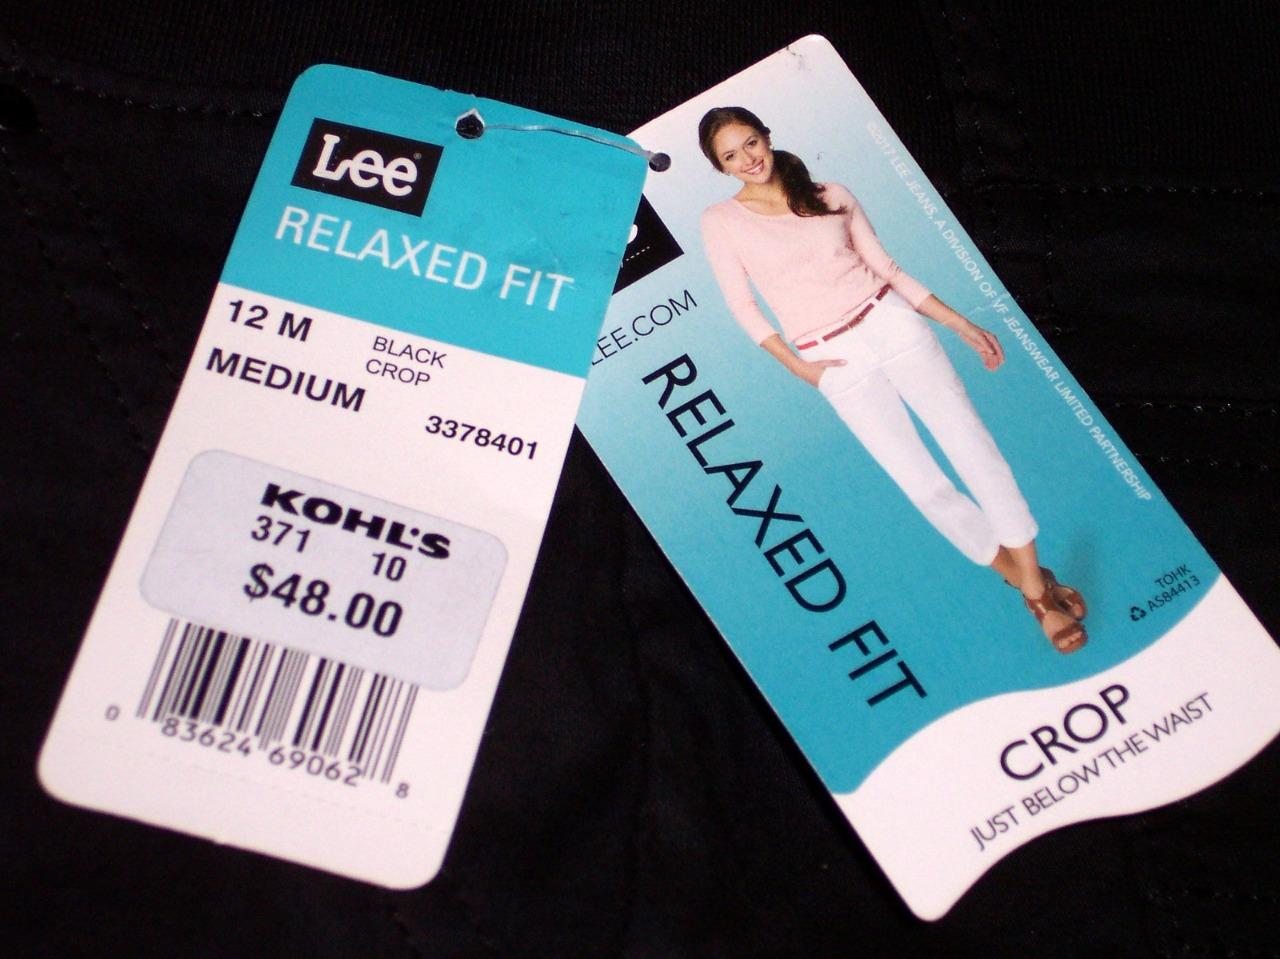 Lee®
RELAXED FIT
12 M
BLACK
CROP
MEDIUM
3378401
KOHL'S
371 10
$48.00
0 83624 69062 8
LEE.COM
RELAXED FIT
©2017 LEE JEANS, A DIVISION OF VF JEANSWEAR LIMITED PARTNERSHIP
TOHK
AS84413
CROP
JUST BELOW THE WAIST